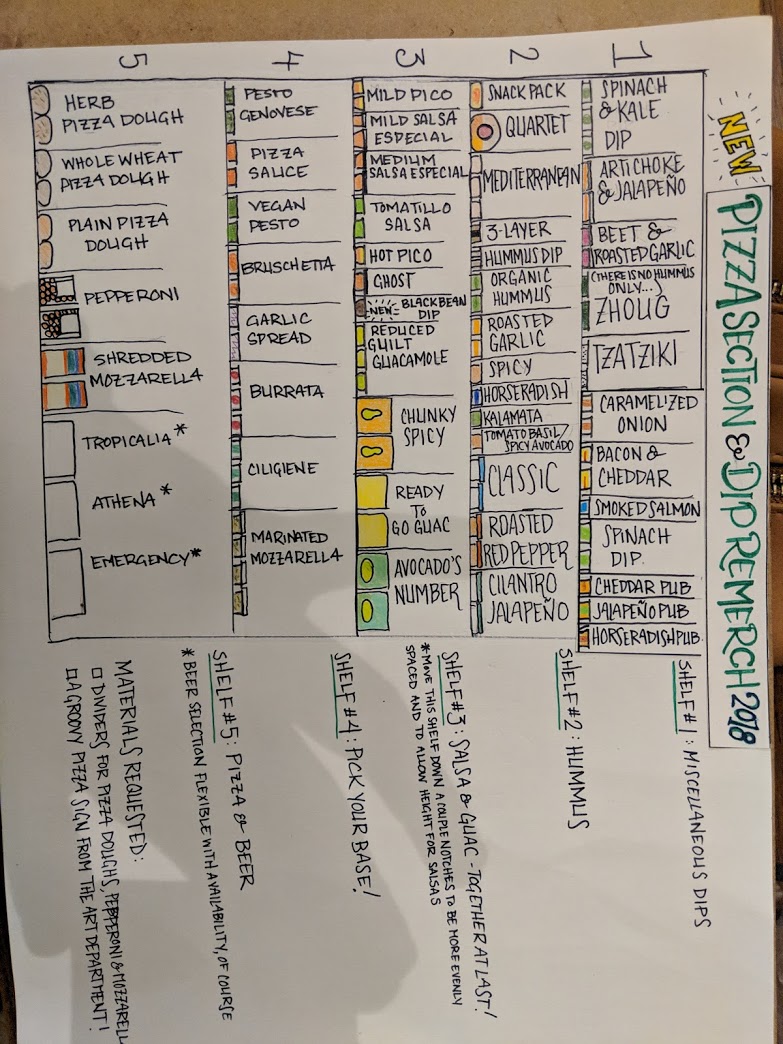 NEW
PIZZA SECTION & DIP REMERCH 2018
1
SPINACH
& KALE
DIP
ARTICHOKE
& JALAPEÑO
BEET &
ROASTED GARLIC
(THERE IS NO HUMMUS
ONLY...)
ZHOUG
TZATZIKI
CARAMELIZED
ONION
BACON &
CHEDDAR
SMOKED SALMON
SPINACH
DIP
CHEDDAR PUB
JALAPEÑO PUB
HORSERADISH PUB
SHELF #1: MISCELLANEOUS DIPS
2
SNACK PACK
QUARTET
MEDITERRANEAN
3-LAYER
HUMMUS DIP
ORGANIC
HUMMUS
ROASTED
GARLIC
SPICY
HORSERADISH
KALAMATA
TOMATO BASIL/
SPICY AVOCADO
CLASSIC
ROASTED
RED PEPPER
CILANTRO
JALAPEÑO
SHELF #2: HUMMUS
3
MILD PICO
MILD SALSA
ESPECIAL
MEDIUM
SALSA ESPECIAL
TOMATILLO
SALSA
HOT PICO
GHOST
NEW BLACK BEAN
DIP
REDUCED
GUILT
GUACAMOLE
CHUNKY
SPICY
READY
TO
GO GUAC
AVOCADO'S
NUMBER
SHELF #3: SALSA & GUAC - TOGETHER AT LAST!
* MOVE THIS SHELF DOWN A COUPLE NOTCHES TO BE MORE EVENLY
SPACED AND TO ALLOW HEIGHT FOR SALSAS
4
PESTO
GENOVESE
PIZZA
SAUCE
VEGAN
PESTO
BRUSCHETTA
GARLIC
SPREAD
BURRATA
CILIGIENE
MARINATED
MOZZARELLA
SHELF #4: PICK YOUR BASE!
5
HERB
PIZZA DOUGH
WHOLE WHEAT
PIZZA DOUGH
PLAIN PIZZA
DOUGH
PEPPERONI
SHREDDED
MOZZARELLA
TROPICALIA *
ATHENA *
EMERGENCY *
SHELF #5: PIZZA & BEER
* BEER SELECTION FLEXIBLE WITH AVAILABILITY, OF COURSE
MATERIALS REQUESTED:
□ DIVIDERS FOR PIZZA DOUGHS, PEPPERONI & MOZZARELL
□ A GROOVY PIZZA SIGN FROM THE ART DEPARTMENT!